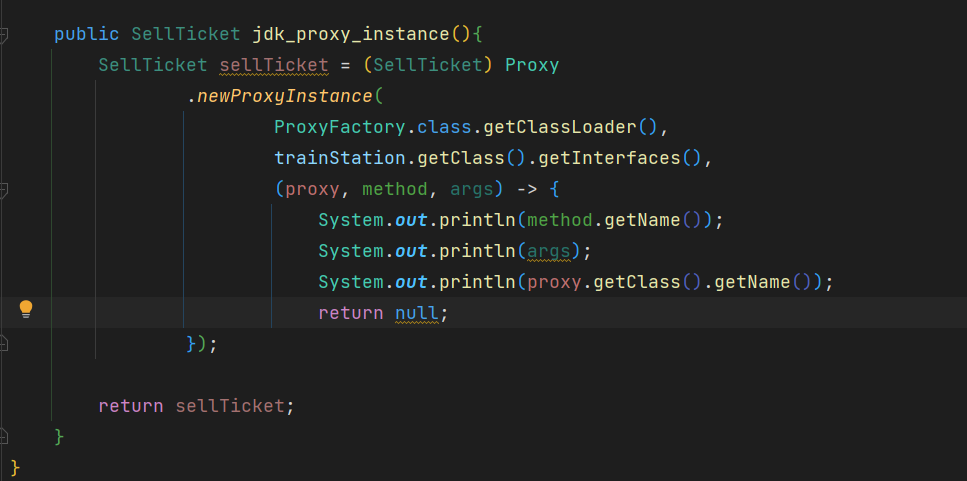 public SellTicket jdk_proxy_instance(){
SellTicket sellTicket = (SellTicket) Proxy
.newProxyInstance(
ProxyFactory.class.getClassLoader(),
trainStation.getClass().getInterfaces(),
(proxy, method, args) -> {
System.out.println(method.getName());
System.out.println(args);
System.out.println(proxy.getClass().getName());
return null;
});
return sellTicket;
}
}